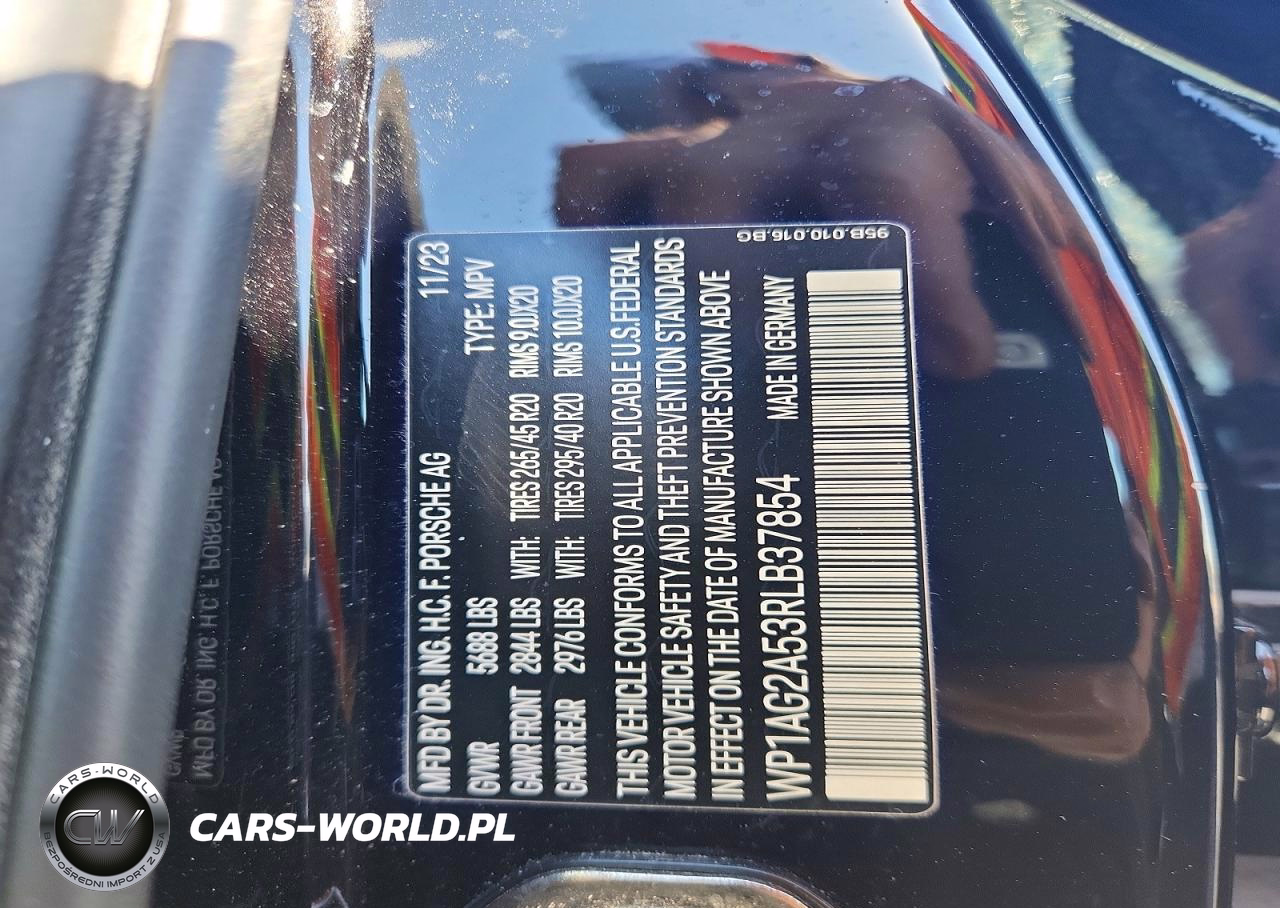 MFD BY DR. ING. H.C. F. PORSCHE AG 11/23
GVWR 5688 LBS TYPE: MPV
GAWR FRONT 2844 LBS WITH: TIRES 265/45 R20 RIMS 9.0JX20
GAWR REAR 2976 LBS WITH: TIRES 295/40 R20 RIMS 10.0JX20
THIS VEHICLE CONFORMS TO ALL APPLICABLE U.S. FEDERAL
MOTOR VEHICLE SAFETY AND THEFT PREVENTION STANDARDS
IN EFFECT ON THE DATE OF MANUFACTURE SHOWN ABOVE
WP1AG2A53RLB37854 MADE IN GERMANY
95B.010.016.BG
CARS-WORLD
CW
BEZPOŚREDNI IMPORT Z USA
CARS-WORLD.PL